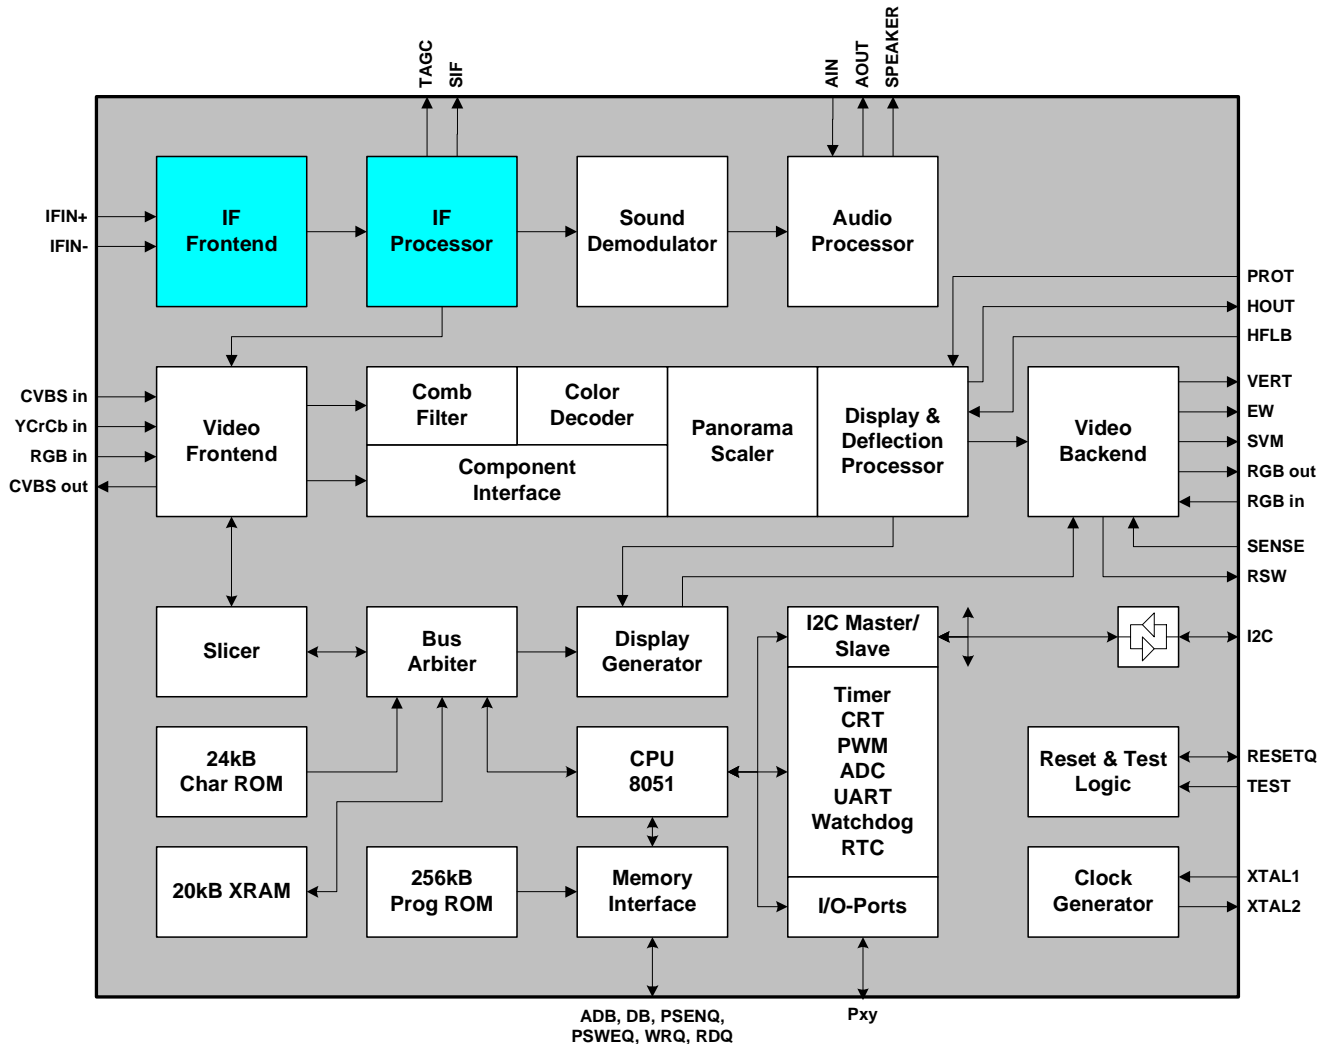 TAGC
SIF
AIN
AOUT
SPEAKER
IFIN+
IFIN-
IF
Frontend
IF
Processor
Sound
Demodulator
Audio
Processor
PROT
HOUT
HFLB
CVBS in
YCrCb in
RGB in
CVBS out
Video
Frontend
Comb
Filter
Color
Decoder
Component
Interface
Panorama
Scaler
Display &
Deflection
Processor
Video
Backend
VERT
EW
SVM
RGB out
RGB in
SENSE
RSW
Slicer
Bus
Arbiter
Display
Generator
I2C Master/
Slave
I2C
24kB
Char ROM
CPU
8051
Timer
CRT
PWM
ADC
UART
Watchdog
RTC
Reset & Test
Logic
RESETQ
TEST
20kB XRAM
256kB
Prog ROM
Memory
Interface
I/O-Ports
Clock
Generator
XTAL1
XTAL2
ADB, DB, PSENQ,
PSWEQ, WRQ, RDQ
Pxy